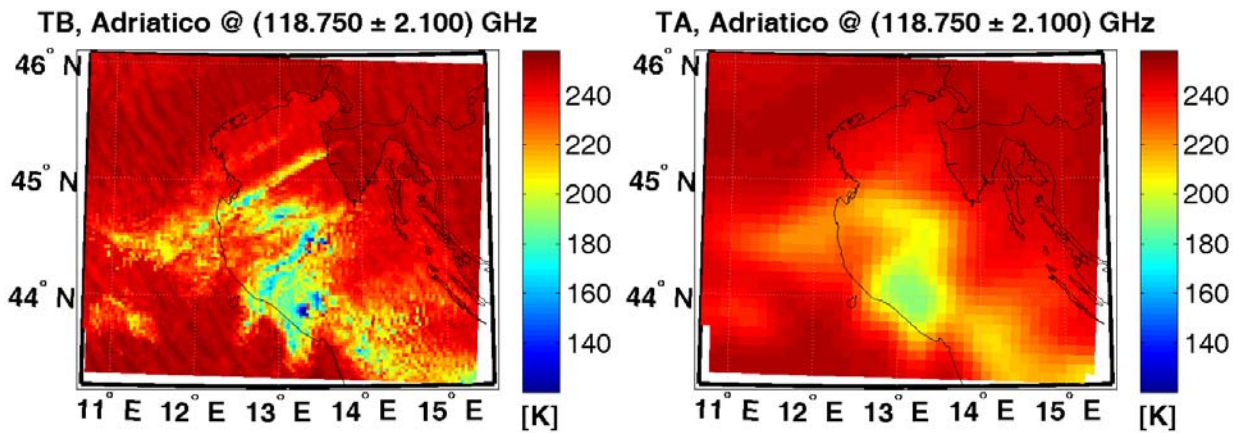 TB, Adriatico @ (118.750 ± 2.100) GHz
46° N
45° N
44° N
11° E 12° E 13° E 14° E 15° E
240
220
200
180
160
140
[K]
TA, Adriatico @ (118.750 ± 2.100) GHz
46° N
45° N
44° N
11° E 12° E 13° E 14° E 15° E
240
220
200
180
160
140
[K]